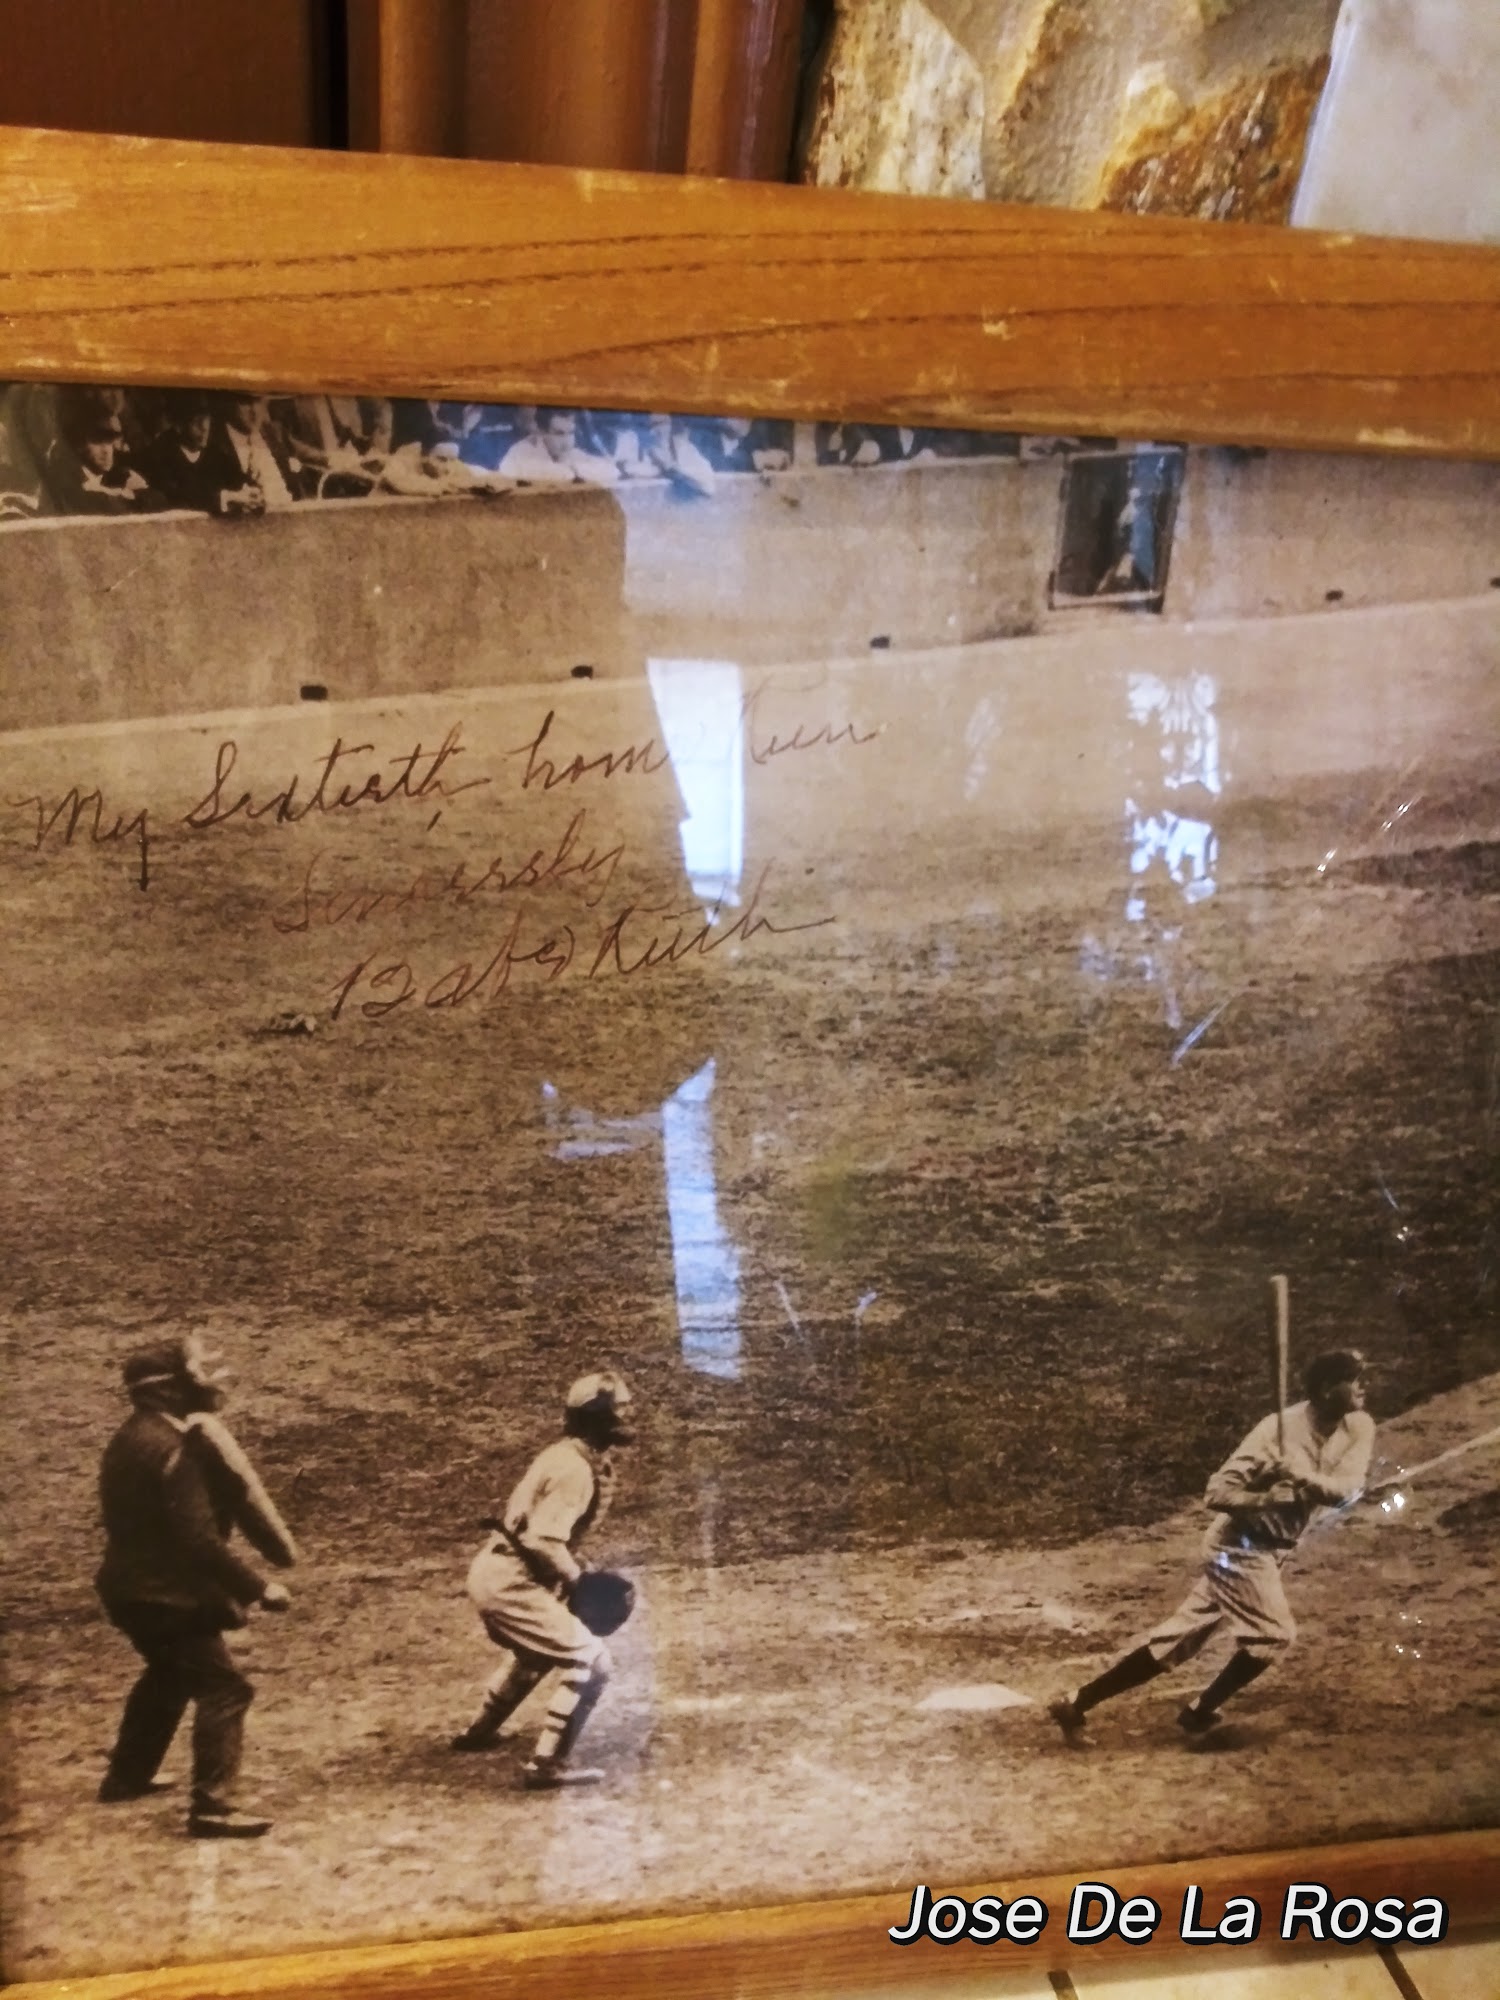 My Sixtieth home Run
Sincerely
Babe Ruth
Jose De La Rosa